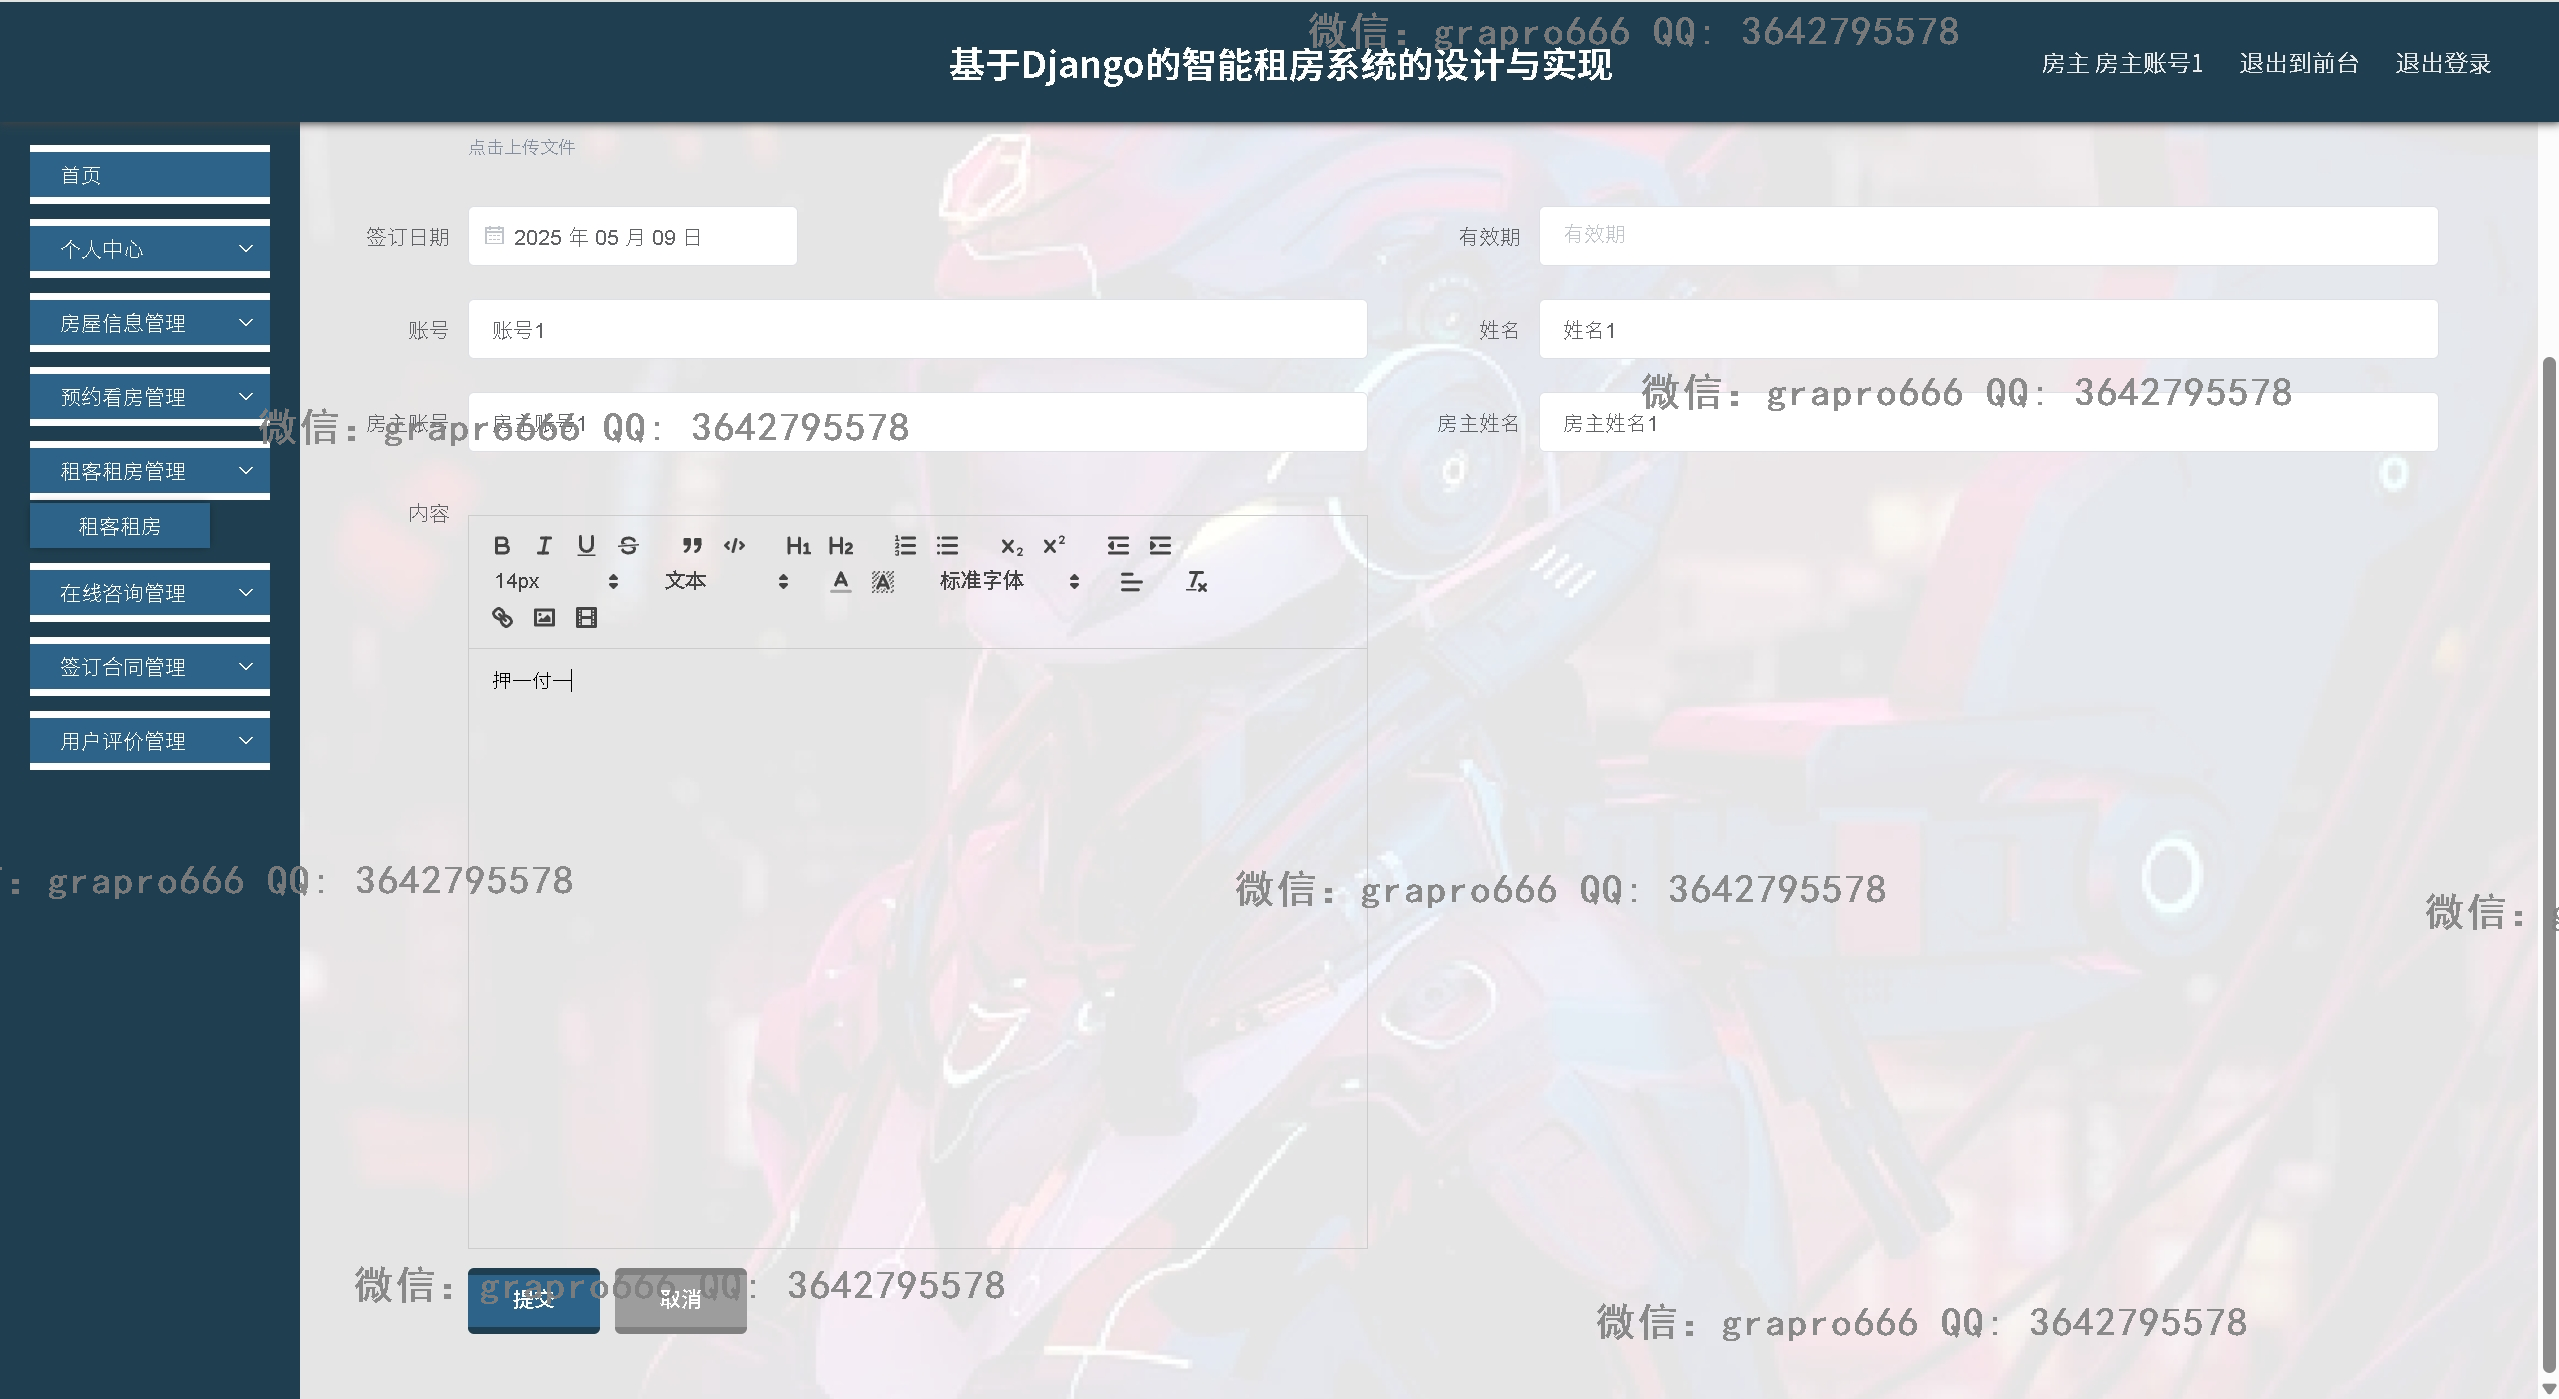 微信: grapro666 QQ: 3642795578
基于Django的智能租房系统的设计与实现
房主 房主账号1 退出到前台 退出登录
点击上传文件
首页
签订日期 2025 年 05 月 09 日 有效期 有效期
个人中心
房屋信息管理
账号 账号1 姓名 姓名1
预约看房管理
微信: grapro666 QQ: 3642795578
房主账号 房主账号1 房主姓名 房主姓名1
微信: grapro666 QQ: 3642795578
租客租房管理
租客租房
内容
B I U S H1 H2 x2 x2
14px 文本 A A 标准字体 Tx
在线咨询管理
签订合同管理
押一付一
用户评价管理
: grapro666 QQ: 3642795578
微信: grapro666 QQ: 3642795578
微信:
微信: grapro666 QQ: 3642795578
提交 取消
微信: grapro666 QQ: 3642795578